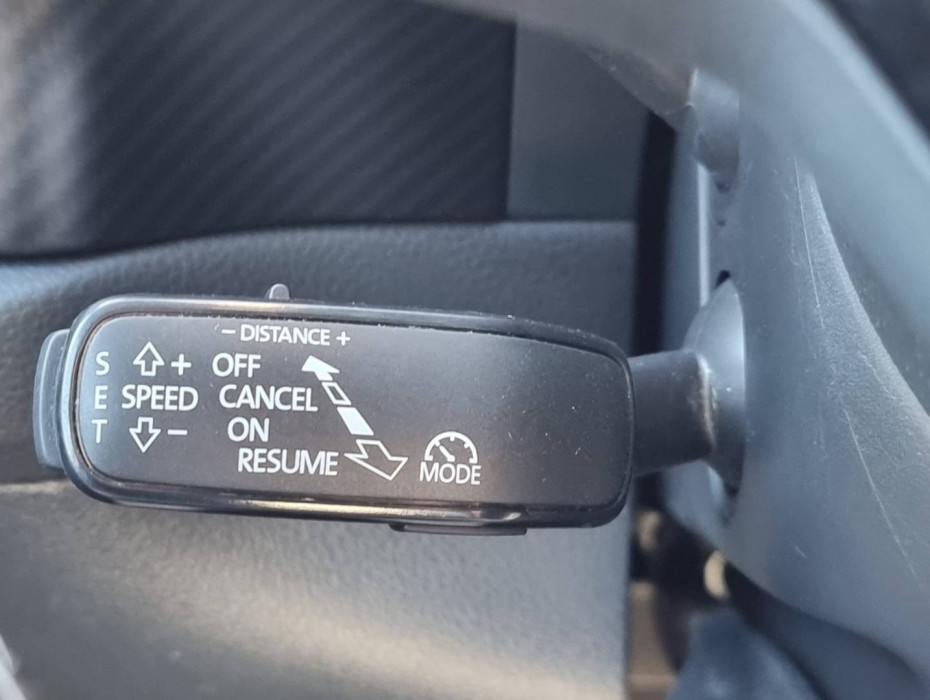 − DISTANCE +
S + OFF
E SPEED CANCEL
T − ON
RESUME
MODE